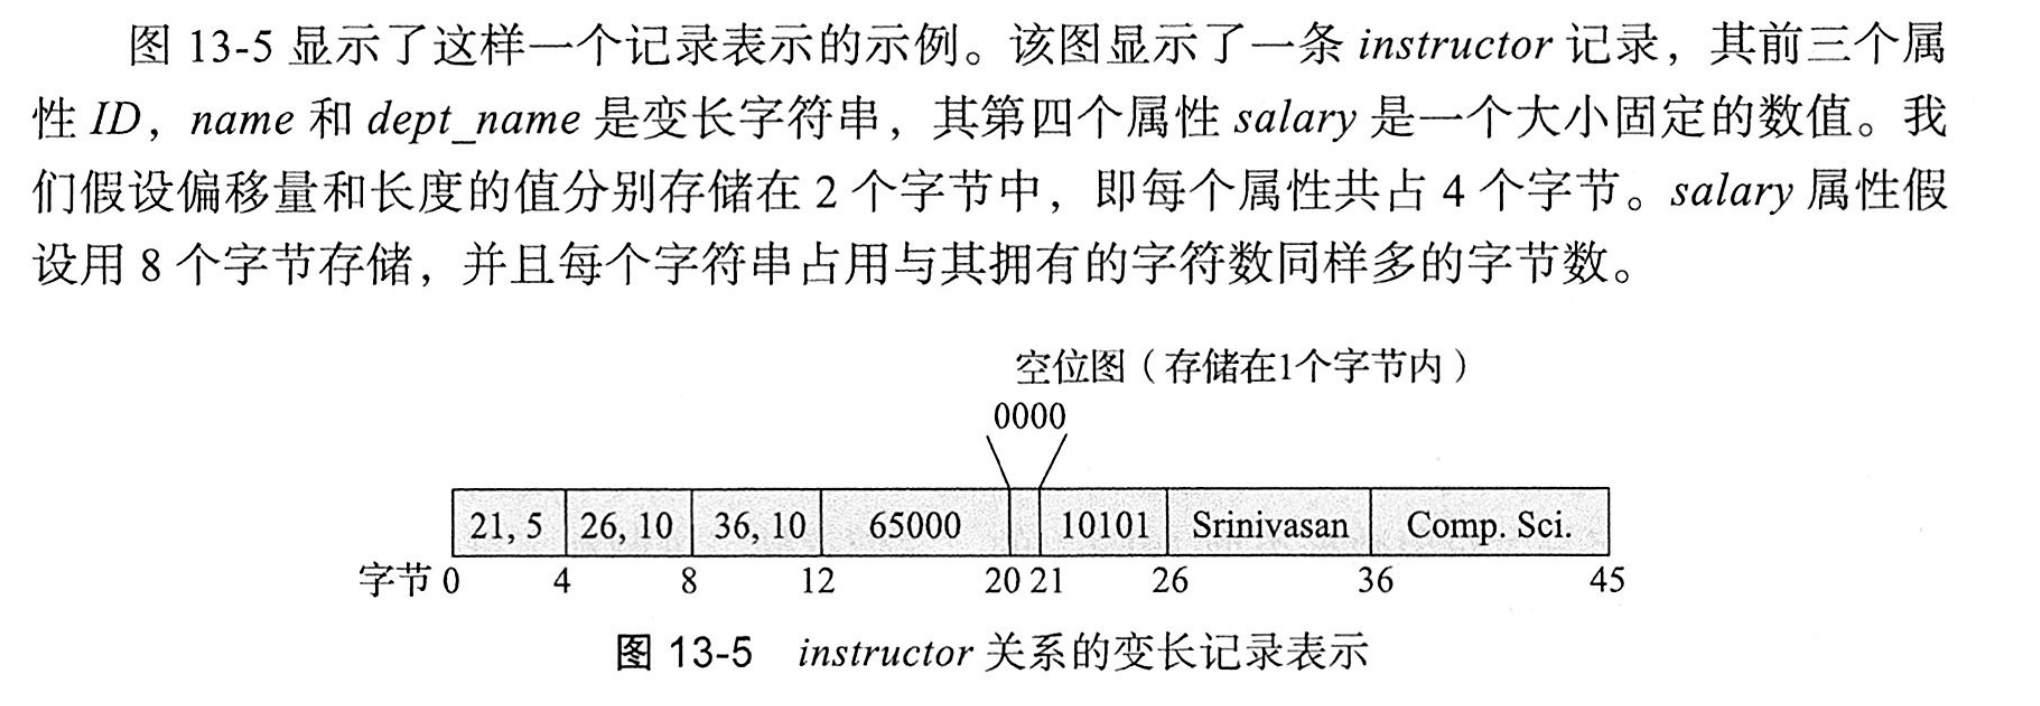 图 13-5 显示了这样一个记录表示的示例。该图显示了一条 instructor 记录，其前三个属
性 ID，name 和 dept_name 是变长字符串，其第四个属性 salary 是一个大小固定的数值。我
们假设偏移量和长度的值分别存储在 2 个字节中，即每个属性共占 4 个字节。salary 属性假
设用 8 个字节存储，并且每个字符串占用与其拥有的字符数同样多的字节数。
空位图（存储在1个字节内）
0000
21, 5 26, 10 36, 10 65000 10101 Srinivasan Comp. Sci.
字节 0 4 8 12 20 21 26 36 45
图 13-5 instructor 关系的变长记录表示